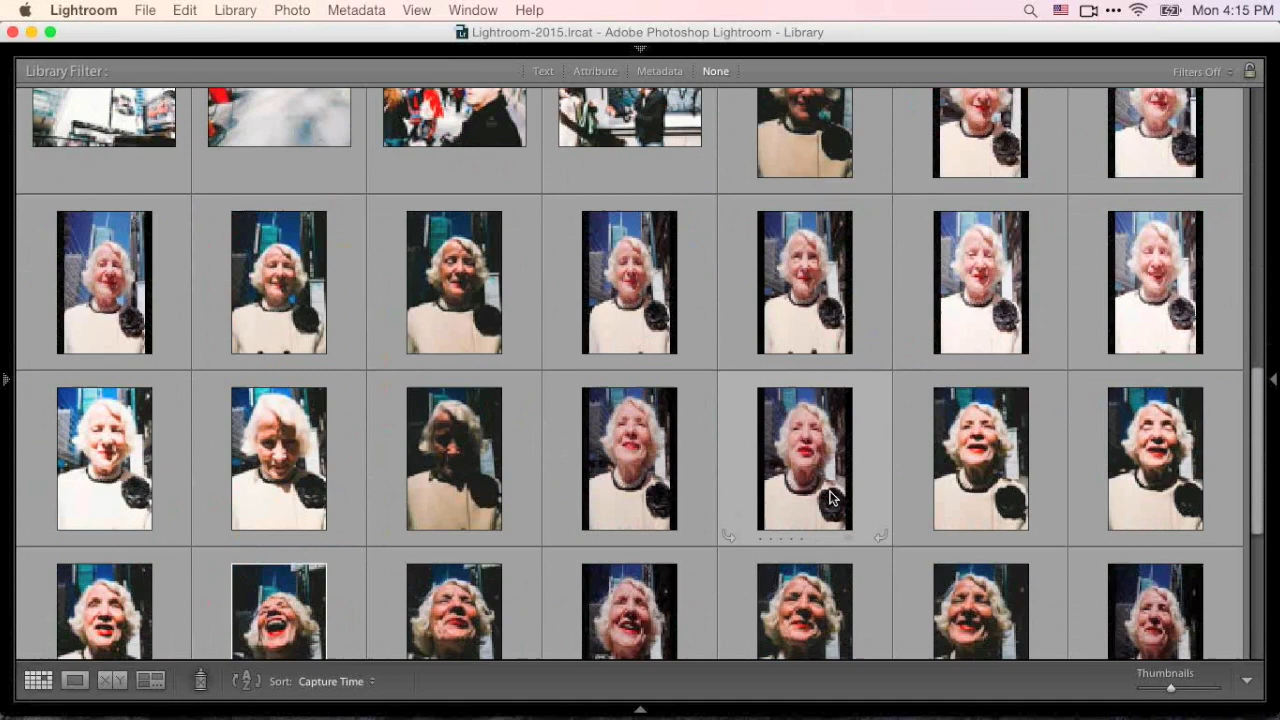 Lightroom File Edit Library Photo Metadata View Window Help Mon 4:15 PM
Lightroom-2015.lrcat - Adobe Photoshop Lightroom - Library
Library Filter : Text Attribute Metadata None Filters Off
XY Sort: Capture Time Thumbnails